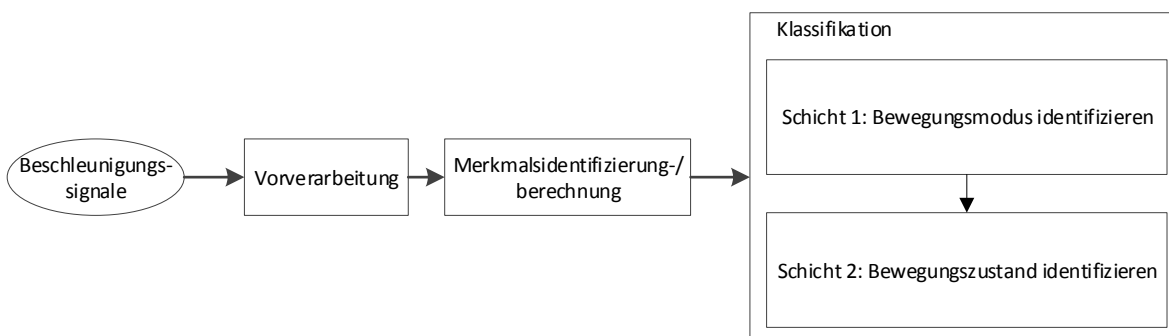 Klassifikation
Schicht 1: Bewegungsmodus identifizieren
Beschleunigungs-
signale
Vorverarbeitung
Merkmalsidentifizierung-/
berechnung
Schicht 2: Bewegungszustand identifizieren